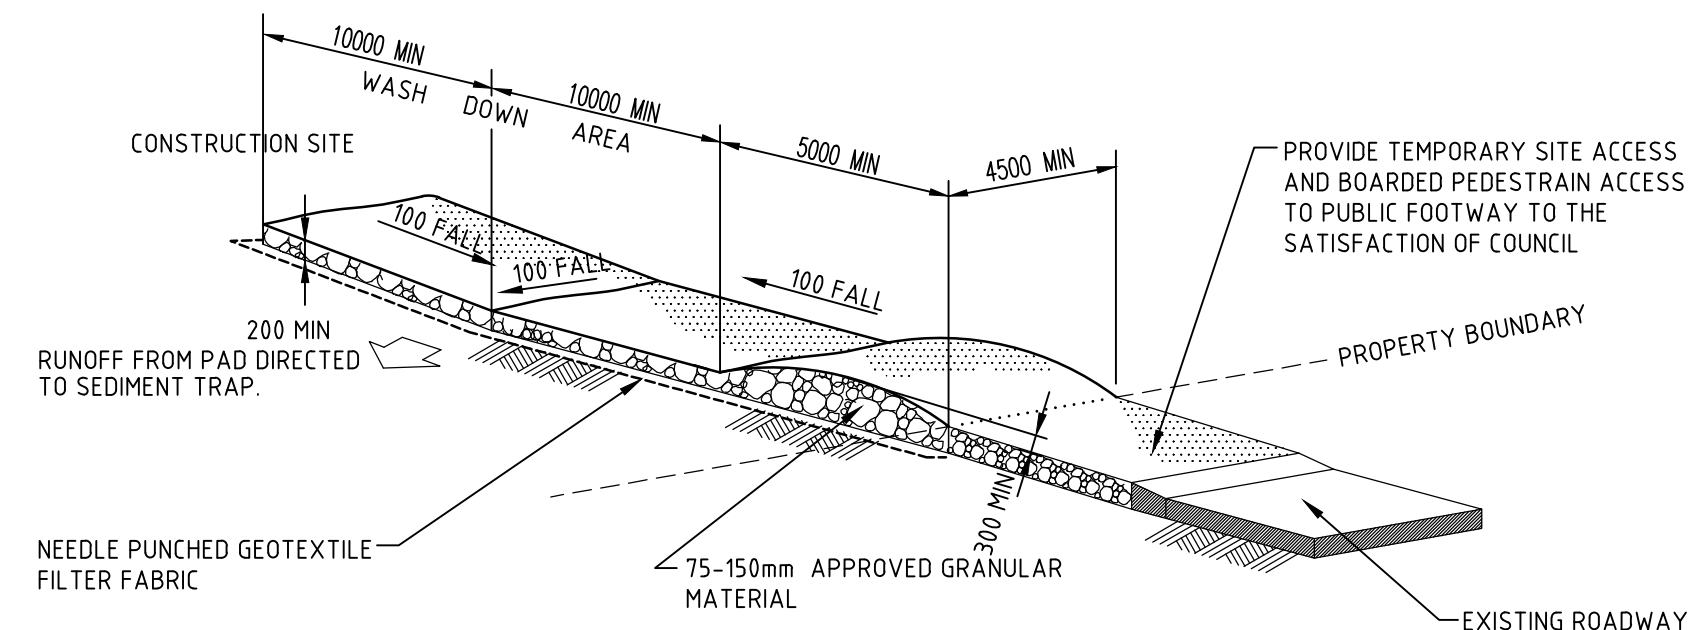 10000 MIN
WASH DOWN AREA
10000 MIN
5000 MIN
4500 MIN
CONSTRUCTION SITE
PROVIDE TEMPORARY SITE ACCESS
AND BOARDED PEDESTRAIN ACCESS
TO PUBLIC FOOTWAY TO THE
SATISFACTION OF COUNCIL
100 FALL
100 FALL
100 FALL
200 MIN
RUNOFF FROM PAD DIRECTED
TO SEDIMENT TRAP.
PROPERTY BOUNDARY
300 MIN
NEEDLE PUNCHED GEOTEXTILE
FILTER FABRIC
75-150mm APPROVED GRANULAR
MATERIAL
EXISTING ROADWAY